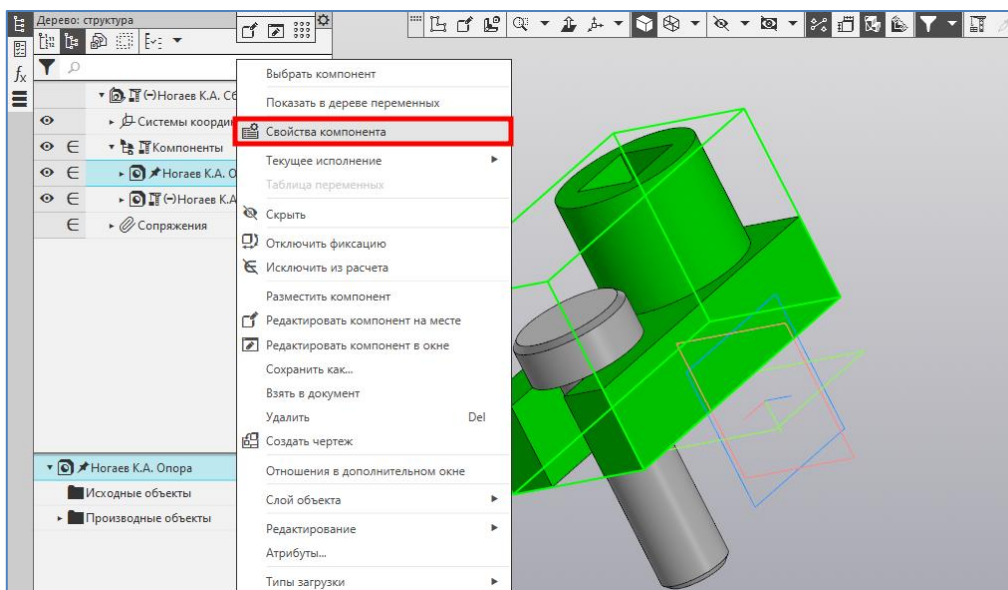 Дерево: структура
Ногаев К.А. Сб
Системы коорди
Компоненты
Ногаев К.А. О
Ногаев К.А
Сопряжения
Выбрать компонент
Показать в дереве переменных
Свойства компонента
Текущее исполнение
Таблица переменных
Скрыть
Отключить фиксацию
Исключить из расчета
Разместить компонент
Редактировать компонент на месте
Редактировать компонент в окне
Сохранить как...
Взять в документ
Удалить Del
Создать чертеж
Отношения в дополнительном окне
Слой объекта
Редактирование
Атрибуты...
Типы загрузки
Ногаев К.А. Опора
Исходные объекты
Производные объекты